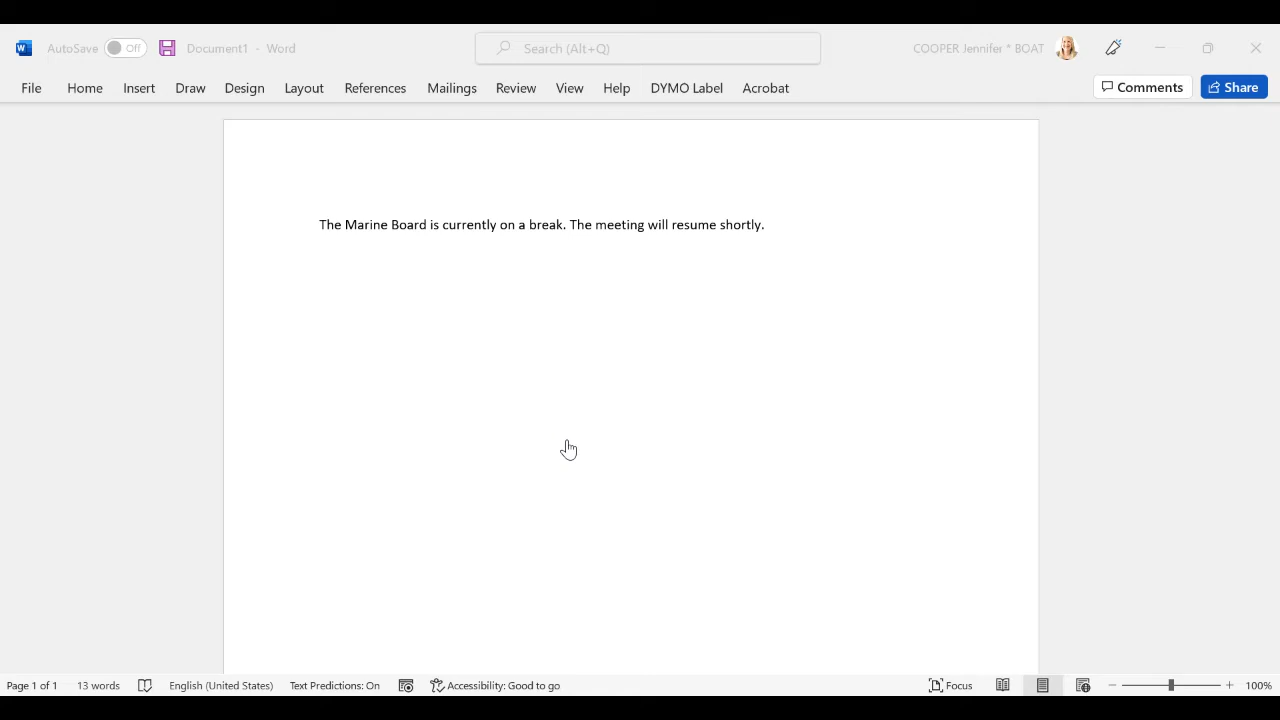 AutoSave Off Document1 - Word Search (Alt+Q) COOPER Jennifer * BOAT
File Home Insert Draw Design Layout References Mailings Review View Help DYMO Label Acrobat Comments Share
The Marine Board is currently on a break. The meeting will resume shortly.
Page 1 of 1 13 words English (United States) Text Predictions: On Accessibility: Good to go Focus 100%